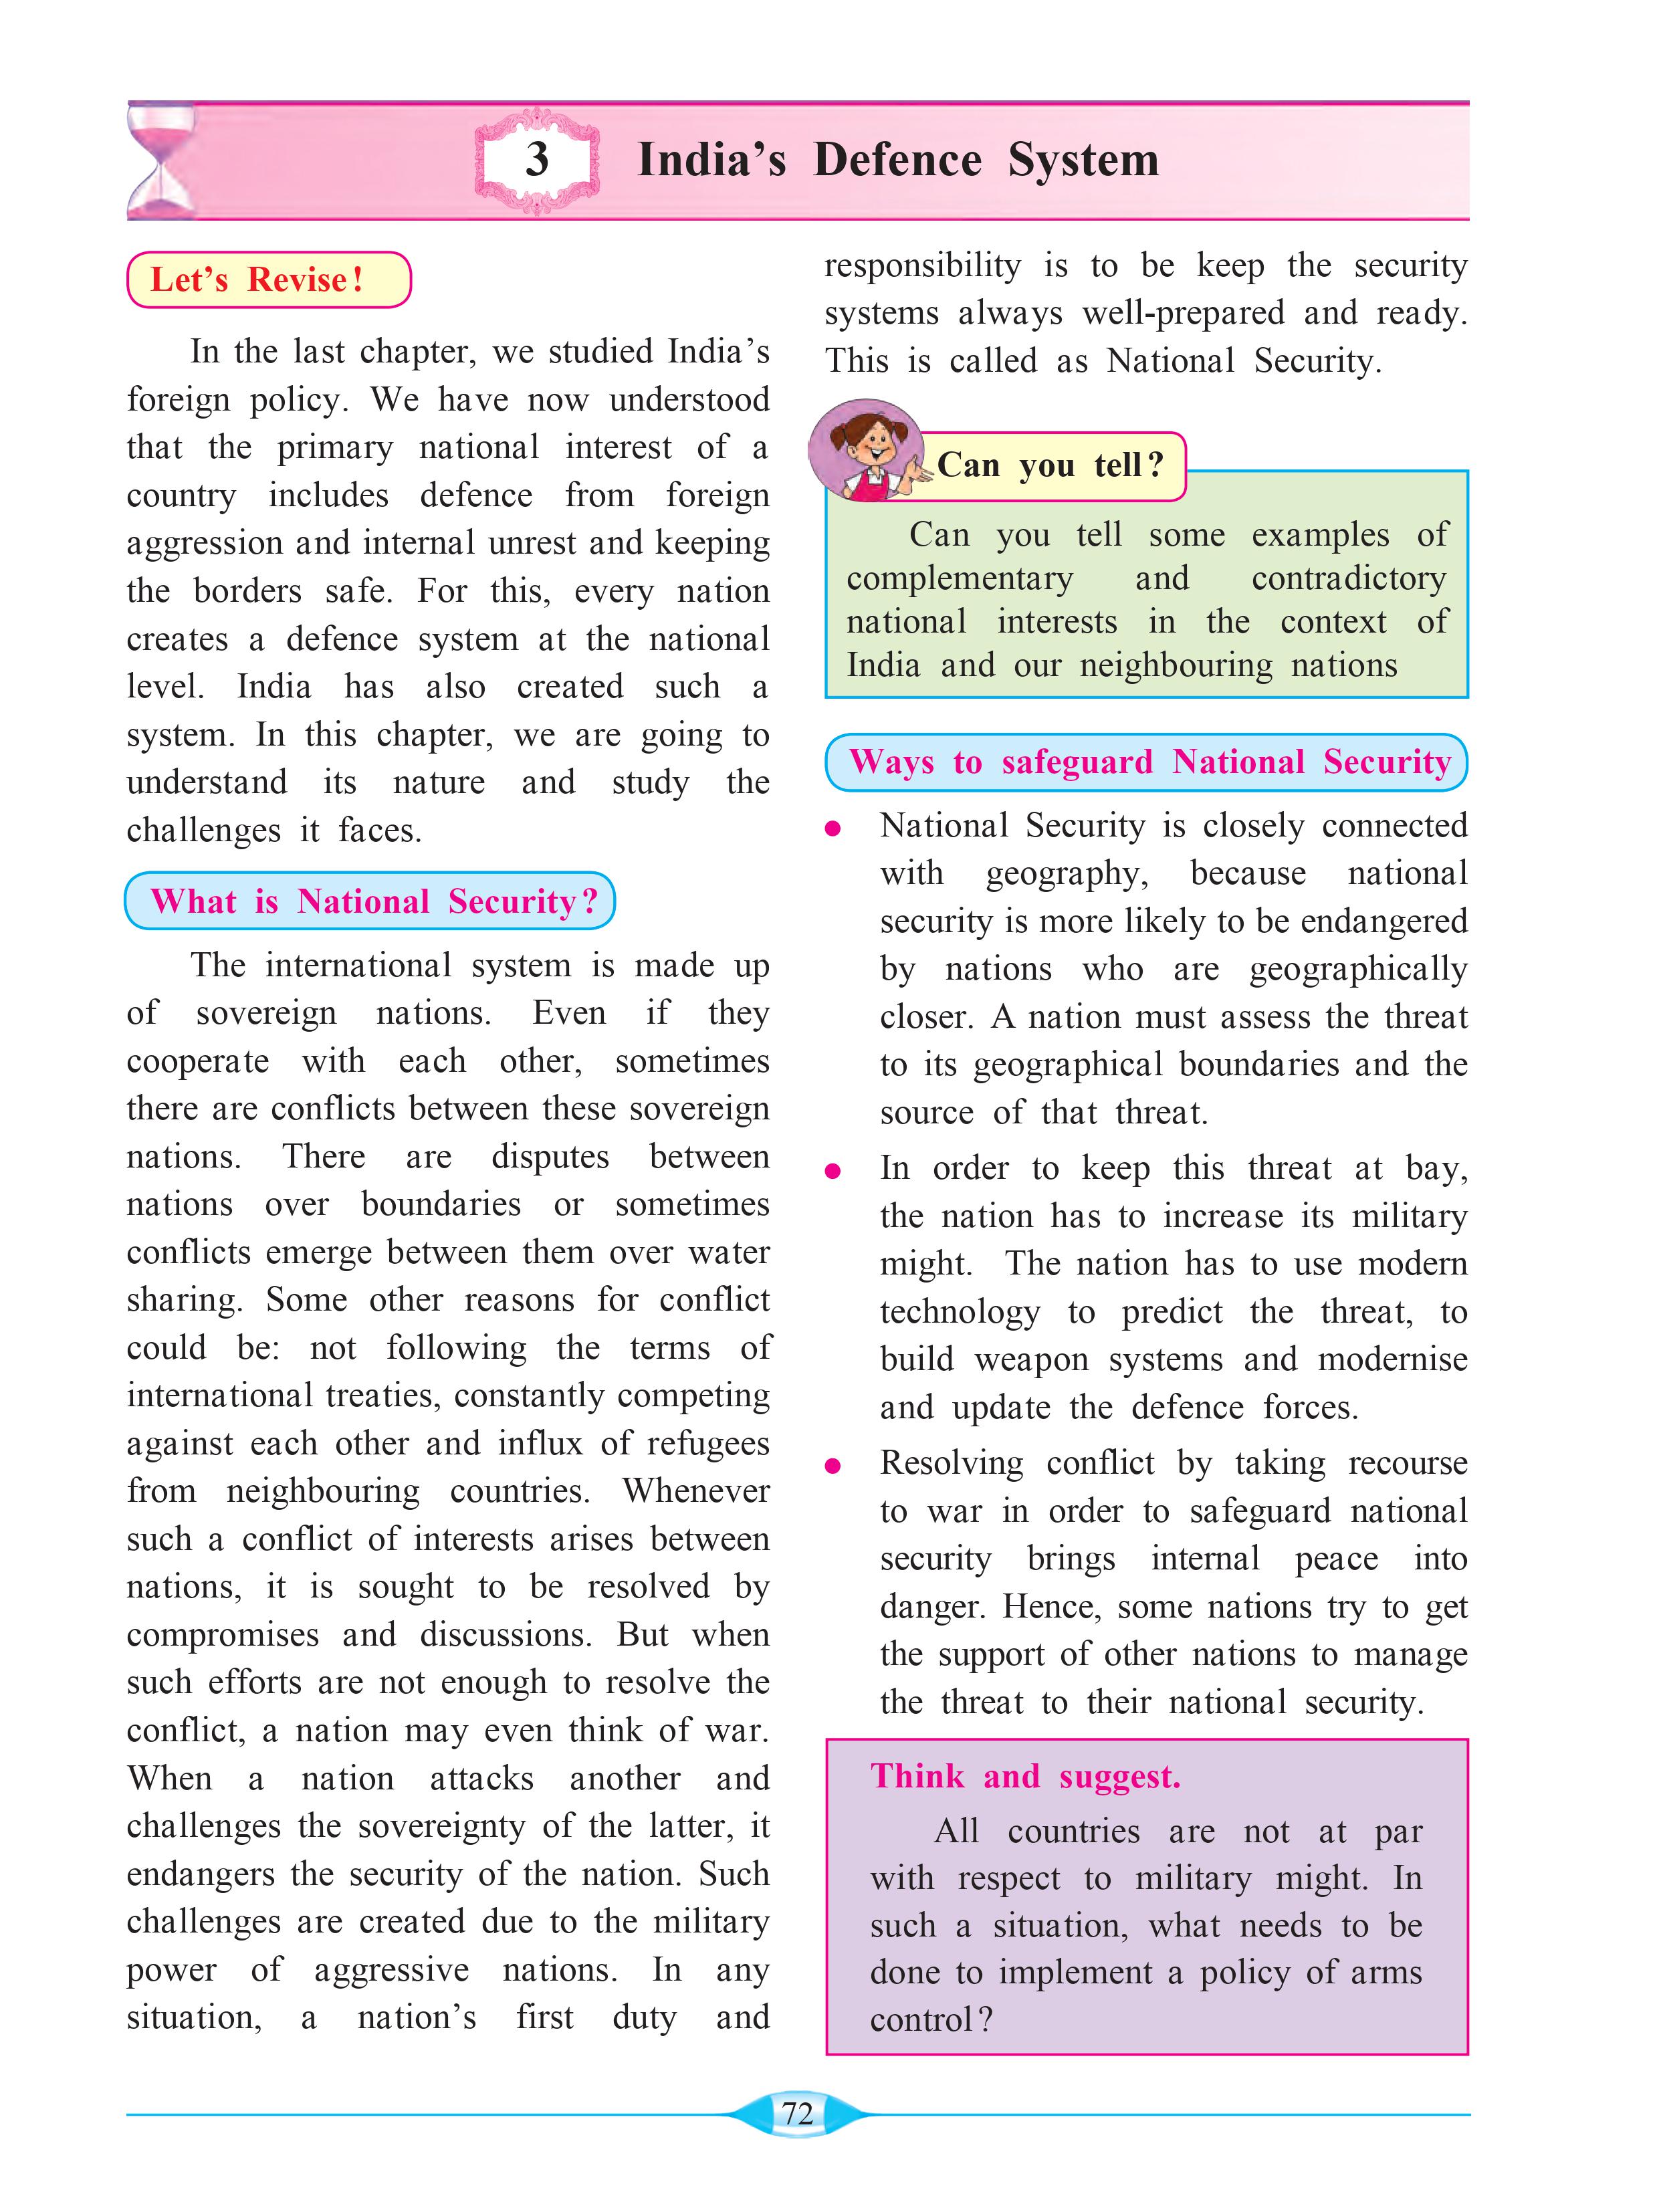 3 India’s Defence System
Let’s Revise!
In the last chapter, we studied India’s
foreign policy. We have now understood
that the primary national interest of a
country includes defence from foreign
aggression and internal unrest and keeping
the borders safe. For this, every nation
creates a defence system at the national
level. India has also created such a
system. In this chapter, we are going to
understand its nature and study the
challenges it faces.
What is National Security?
The international system is made up
of sovereign nations. Even if they
cooperate with each other, sometimes
there are conflicts between these sovereign
nations. There are disputes between
nations over boundaries or sometimes
conflicts emerge between them over water
sharing. Some other reasons for conflict
could be: not following the terms of
international treaties, constantly competing
against each other and influx of refugees
from neighbouring countries. Whenever
such a conflict of interests arises between
nations, it is sought to be resolved by
compromises and discussions. But when
such efforts are not enough to resolve the
conflict, a nation may even think of war.
When a nation attacks another and
challenges the sovereignty of the latter, it
endangers the security of the nation. Such
challenges are created due to the military
power of aggressive nations. In any
situation, a nation’s first duty and
responsibility is to be keep the security
systems always well-prepared and ready.
This is called as National Security.
Can you tell?
Can you tell some examples of
complementary and contradictory
national interests in the context of
India and our neighbouring nations
Ways to safeguard National Security
● National Security is closely connected
with geography, because national
security is more likely to be endangered
by nations who are geographically
closer. A nation must assess the threat
to its geographical boundaries and the
source of that threat.
● In order to keep this threat at bay,
the nation has to increase its military
might. The nation has to use modern
technology to predict the threat, to
build weapon systems and modernise
and update the defence forces.
● Resolving conflict by taking recourse
to war in order to safeguard national
security brings internal peace into
danger. Hence, some nations try to get
the support of other nations to manage
the threat to their national security.
Think and suggest.
All countries are not at par
with respect to military might. In
such a situation, what needs to be
done to implement a policy of arms
control?
72